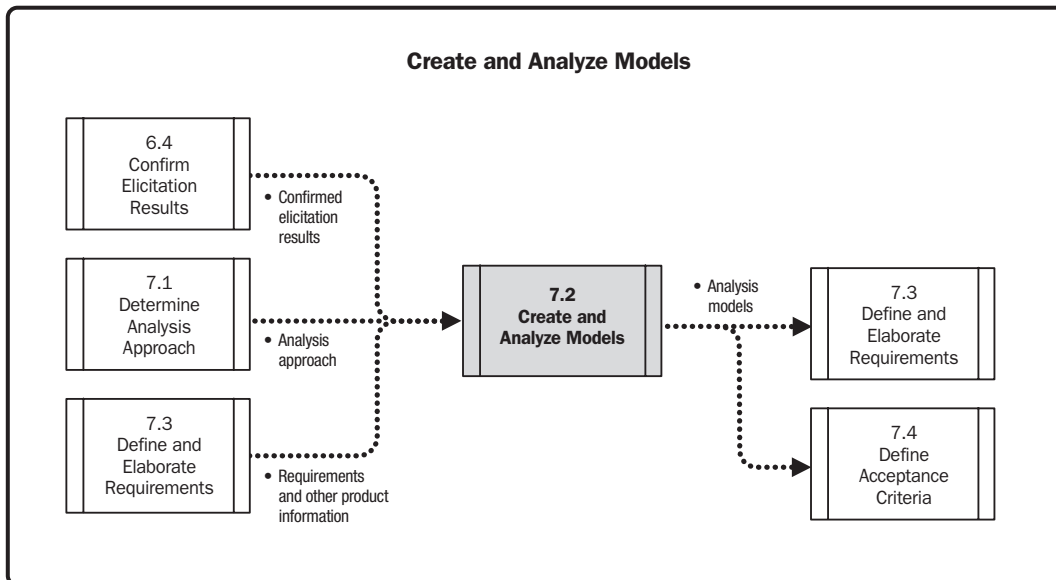 Create and Analyze Models
6.4
Confirm
Elicitation
Results
• Confirmed
elicitation
results
7.1
Determine
Analysis
Approach
• Analysis
approach
7.3
Define and
Elaborate
Requirements
• Requirements
and other product
information
7.2
Create and
Analyze Models
• Analysis
models
7.3
Define and
Elaborate
Requirements
7.4
Define
Acceptance
Criteria